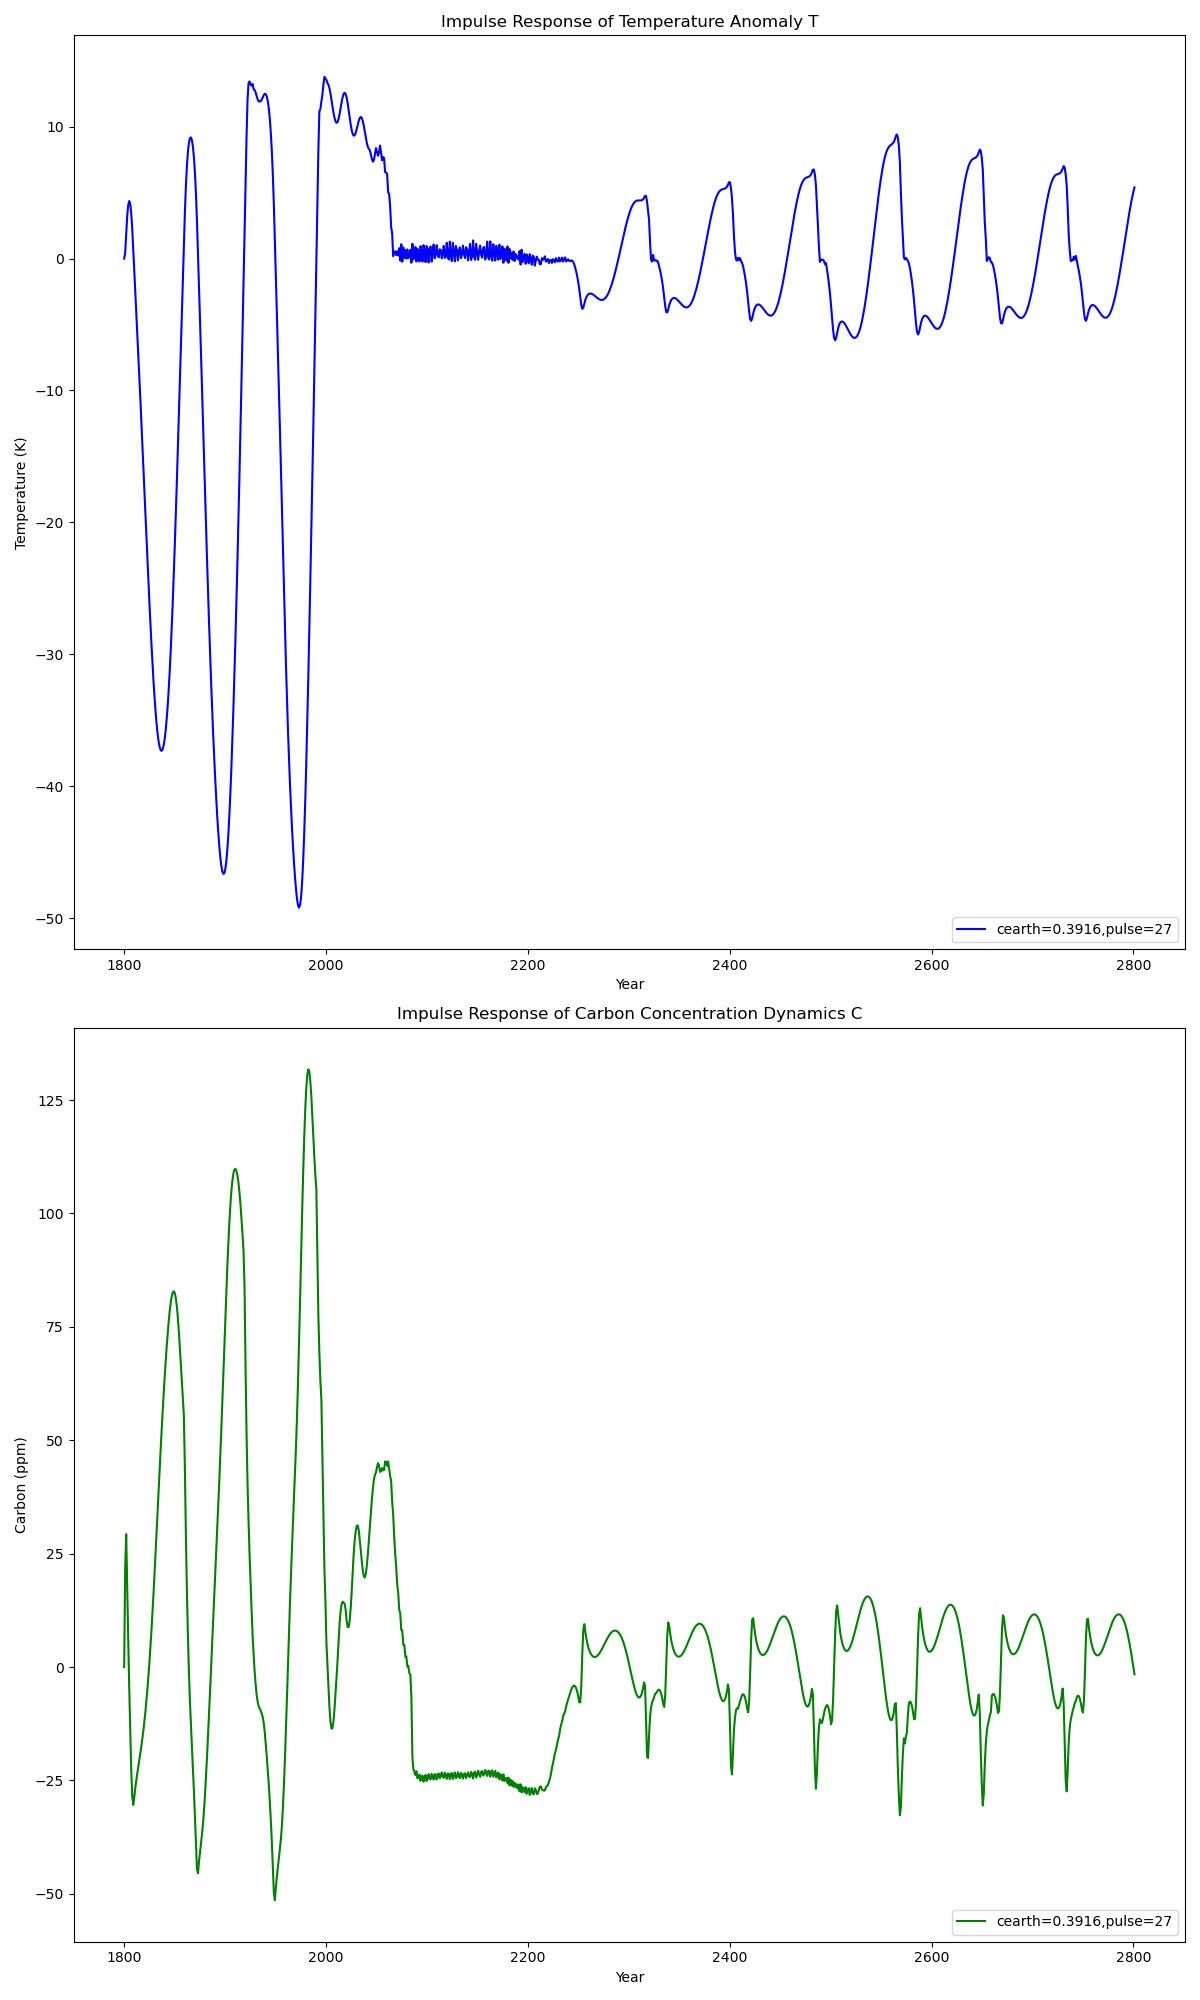 Impulse Response of Temperature Anomaly T
Temperature (K)
10
0
−10
−20
−30
−40
−50
cearth=0.3916,pulse=27
1800 2000 2200 2400 2600 2800
Year
Impulse Response of Carbon Concentration Dynamics C
Carbon (ppm)
125
100
75
50
25
0
−25
−50
cearth=0.3916,pulse=27
1800 2000 2200 2400 2600 2800
Year